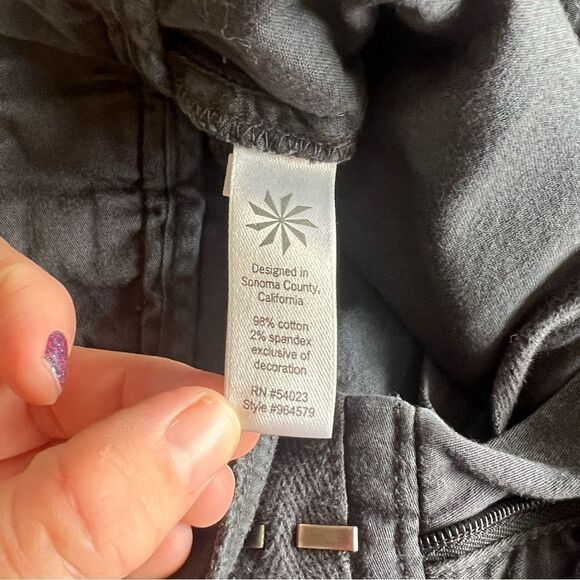 Designed in
Sonoma County,
California
98% cotton
2% spandex
exclusive of
decoration
RN #54023
Style #964579